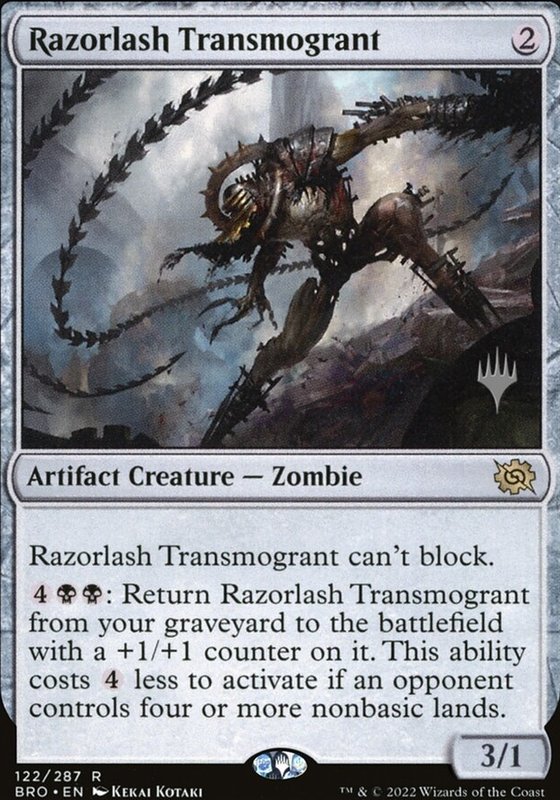 Razorlash Transmogrant 2
Artifact Creature — Zombie
Razorlash Transmogrant can't block.
4 : Return Razorlash Transmogrant
from your graveyard to the battlefield
with a +1/+1 counter on it. This ability
costs 4 less to activate if an opponent
controls four or more nonbasic lands.
3/1
122/287 R
BRO • EN Kekai Kotaki
™ & © 2022 Wizards of the Coast